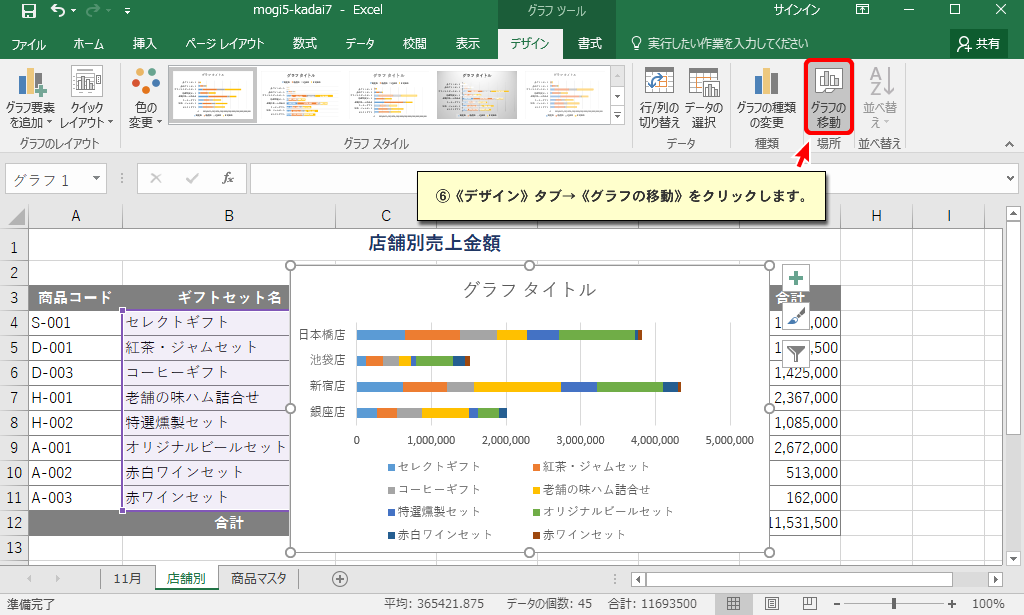 mogi5-kadai7 - Excel
グラフ ツール
サインイン
ファイル ホーム 挿入 ページ レイアウト 数式 データ 校閲 表示 デザイン 書式 実行したい作業を入力してください 共有
グラフ要素を追加
クイックレイアウト
色の変更
行/列の切り替え
データの選択
グラフの種類の変更
グラフの移動
並べ替え
グラフのレイアウト グラフ スタイル データ 種類 場所 並べ替え
グラフ 1
fx
⑥《デザイン》タブ→《グラフの移動》をクリックします。
A B C H I
1 店舗別売上金額
2
3 商品コード ギフトセット名 合計
4 S-001 セレクトギフト
5 D-001 紅茶・ジャムセット
6 D-003 コーヒーギフト 1,425,000
7 H-001 老舗の味ハム詰合せ 2,367,000
8 H-002 特選燻製セット 1,085,000
9 A-001 オリジナルビールセット 2,672,000
10 A-002 赤白ワインセット 513,000
11 A-003 赤ワインセット 162,000
12 合計 11,531,500
13
グラフ タイトル
日本橋店
池袋店
新宿店
銀座店
0 1,000,000 2,000,000 3,000,000 4,000,000 5,000,000
セレクトギフト 紅茶・ジャムセット
コーヒーギフト 老舗の味ハム詰合せ
特選燻製セット オリジナルビールセット
赤白ワインセット 赤ワインセット
11月 店舗別 商品マスタ
準備完了 平均: 365421.875 データの個数: 45 合計: 11693500 100%